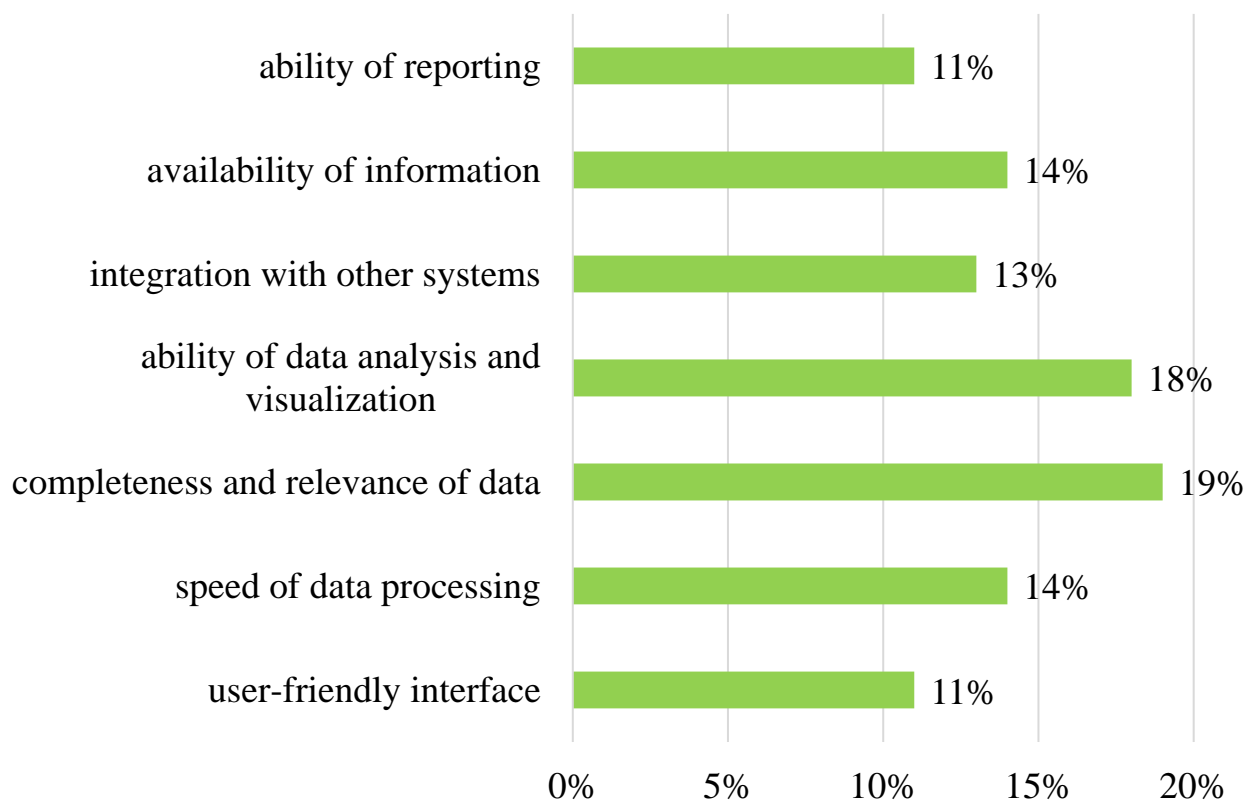 ability of reporting
11%
availability of information
14%
integration with other systems
13%
ability of data analysis and
visualization
18%
completeness and relevance of data
19%
speed of data processing
14%
user-friendly interface
11%
0%
5%
10%
15%
20%